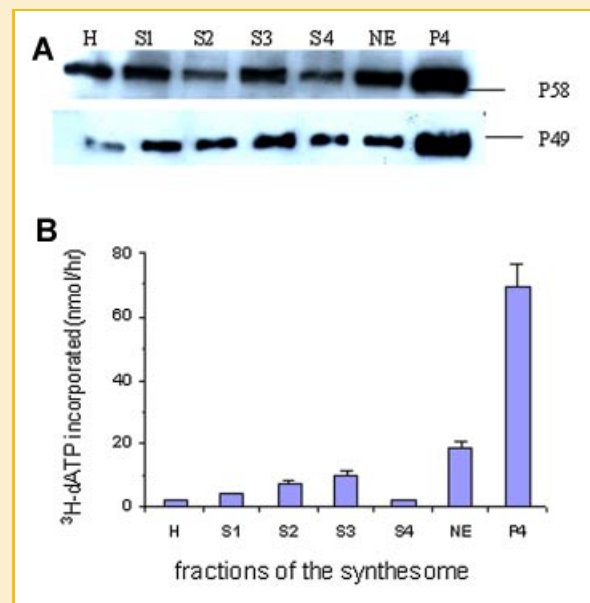 H S1 S2 S3 S4 NE P4
A
P58
P49
B
80
60
40
20
0
³H-dATP incorporated (nmol/hr)
H S1 S2 S3 S4 NE P4
fractions of the synthesome